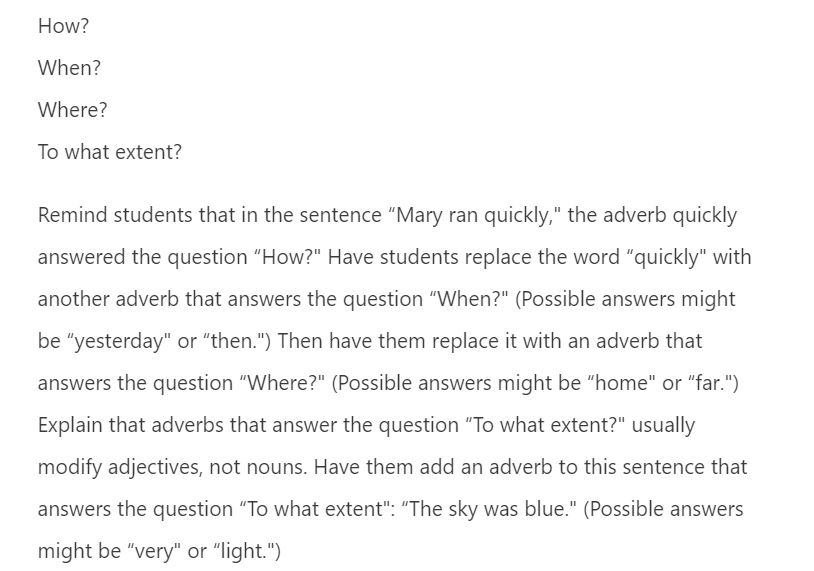 How?
When?
Where?
To what extent?
Remind students that in the sentence “Mary ran quickly," the adverb quickly
answered the question “How?" Have students replace the word “quickly" with
another adverb that answers the question “When?" (Possible answers might
be “yesterday" or “then.") Then have them replace it with an adverb that
answers the question “Where?" (Possible answers might be “home" or “far.")
Explain that adverbs that answer the question “To what extent?" usually
modify adjectives, not nouns. Have them add an adverb to this sentence that
answers the question “To what extent": “The sky was blue." (Possible answers
might be “very" or “light.")